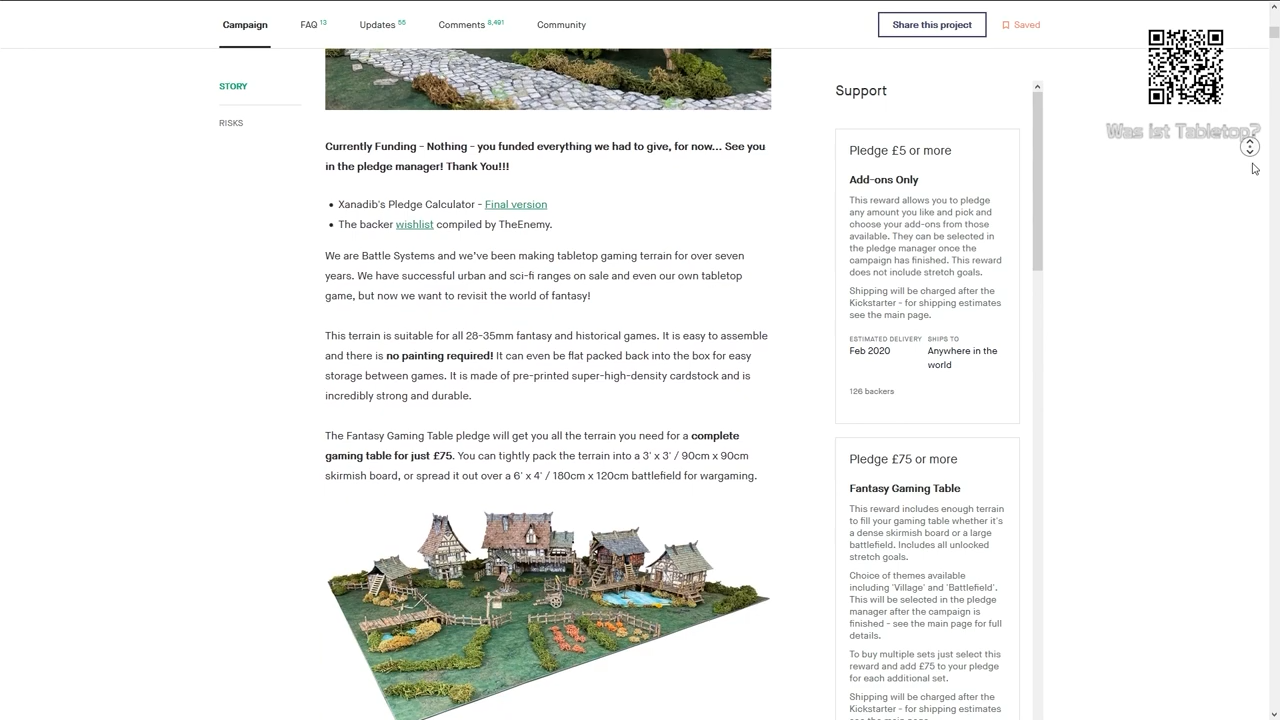 Campaign
FAQ 13
Updates 55
Comments 8,491
Community
Share this project
Saved
STORY
RISKS
Was ist Tabletop?
Currently Funding - Nothing - you funded everything we had to give, for now... See you
in the pledge manager! Thank You!!!
• Xanadib's Pledge Calculator - Final version
• The backer wishlist compiled by TheEnemy.
We are Battle Systems and we've been making tabletop gaming terrain for over seven
years. We have successful urban and sci-fi ranges on sale and even our own tabletop
game, but now we want to revisit the world of fantasy!
This terrain is suitable for all 28-35mm fantasy and historical games. It is easy to assemble
and there is no painting required! It can even be flat packed back into the box for easy
storage between games. It is made of pre-printed super-high-density cardstock and is
incredibly strong and durable.
The Fantasy Gaming Table pledge will get you all the terrain you need for a complete
gaming table for just £75. You can tightly pack the terrain into a 3' x 3' / 90cm x 90cm
skirmish board, or spread it out over a 6' x 4' / 180cm x 120cm battlefield for wargaming.
Support
Pledge £5 or more
Add-ons Only
This reward allows you to pledge
any amount you like and pick and
choose your add-ons from those
available. They can be selected in
the pledge manager once the
campaign has finished. This reward
does not include stretch goals.
Shipping will be charged after the
Kickstarter - for shipping estimates
see the main page.
ESTIMATED DELIVERY
Feb 2020
SHIPS TO
Anywhere in the
world
126 backers
Pledge £75 or more
Fantasy Gaming Table
This reward includes enough terrain
to fill your gaming table whether it's
a dense skirmish board or a large
battlefield. Includes all unlocked
stretch goals.
Choice of themes available
including 'Village' and 'Battlefield'.
This will be selected in the pledge
manager after the campaign is
finished - see the main page for full
details.
To buy multiple sets just select this
reward and add £75 to your pledge
for each additional set.
Shipping will be charged after the
Kickstarter - for shipping estimates
see the main page.